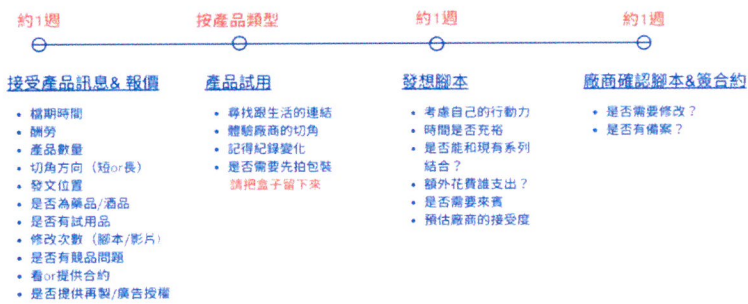 約1週
接受產品訊息& 報價
• 檔期時間
• 酬勞
• 產品數量
• 切角方向（短or長）
• 發文位置
• 是否為藥品/酒品
• 是否有試用品
• 修改次數（腳本/影片）
• 是否有競品問題
• 看or提供合約
• 是否提供再製/廣告授權
按產品類型
產品試用
• 尋找跟生活的連結
• 體驗廠商的切角
• 記得紀錄變化
• 是否需要先拍包裝
請把盒子留下來
約1週
發想腳本
• 考慮自己的行動力
• 時間是否充裕
• 是否能和現有系列
結合？
• 額外花費誰支出？
• 是否需要來賓
• 預估廠商的接受度
約1週
廠商確認腳本&簽合約
• 是否需要修改？
• 是否有備案？